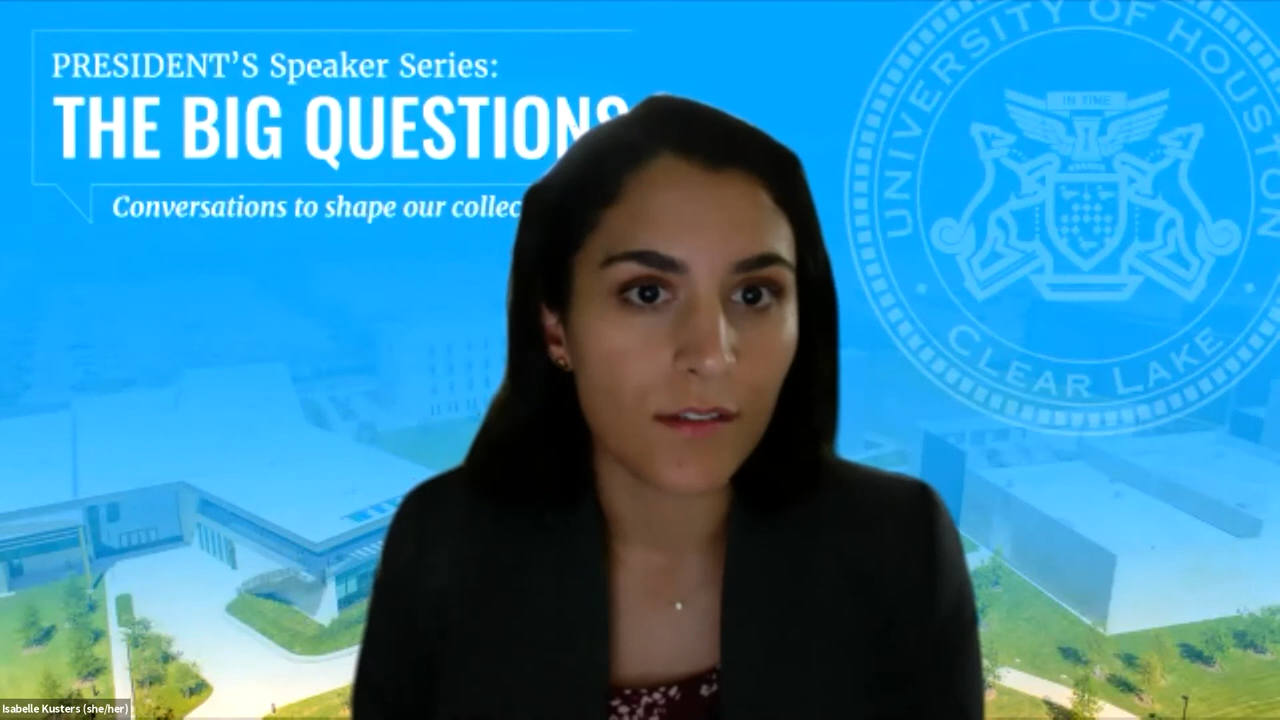 PRESIDENT’S Speaker Series:
THE BIG QUESTIONS
Conversations to shape our collec
UNIVERSITY OF HOUSTON
IN TIME
CLEAR LAKE
Isabelle Kusters (she/her)